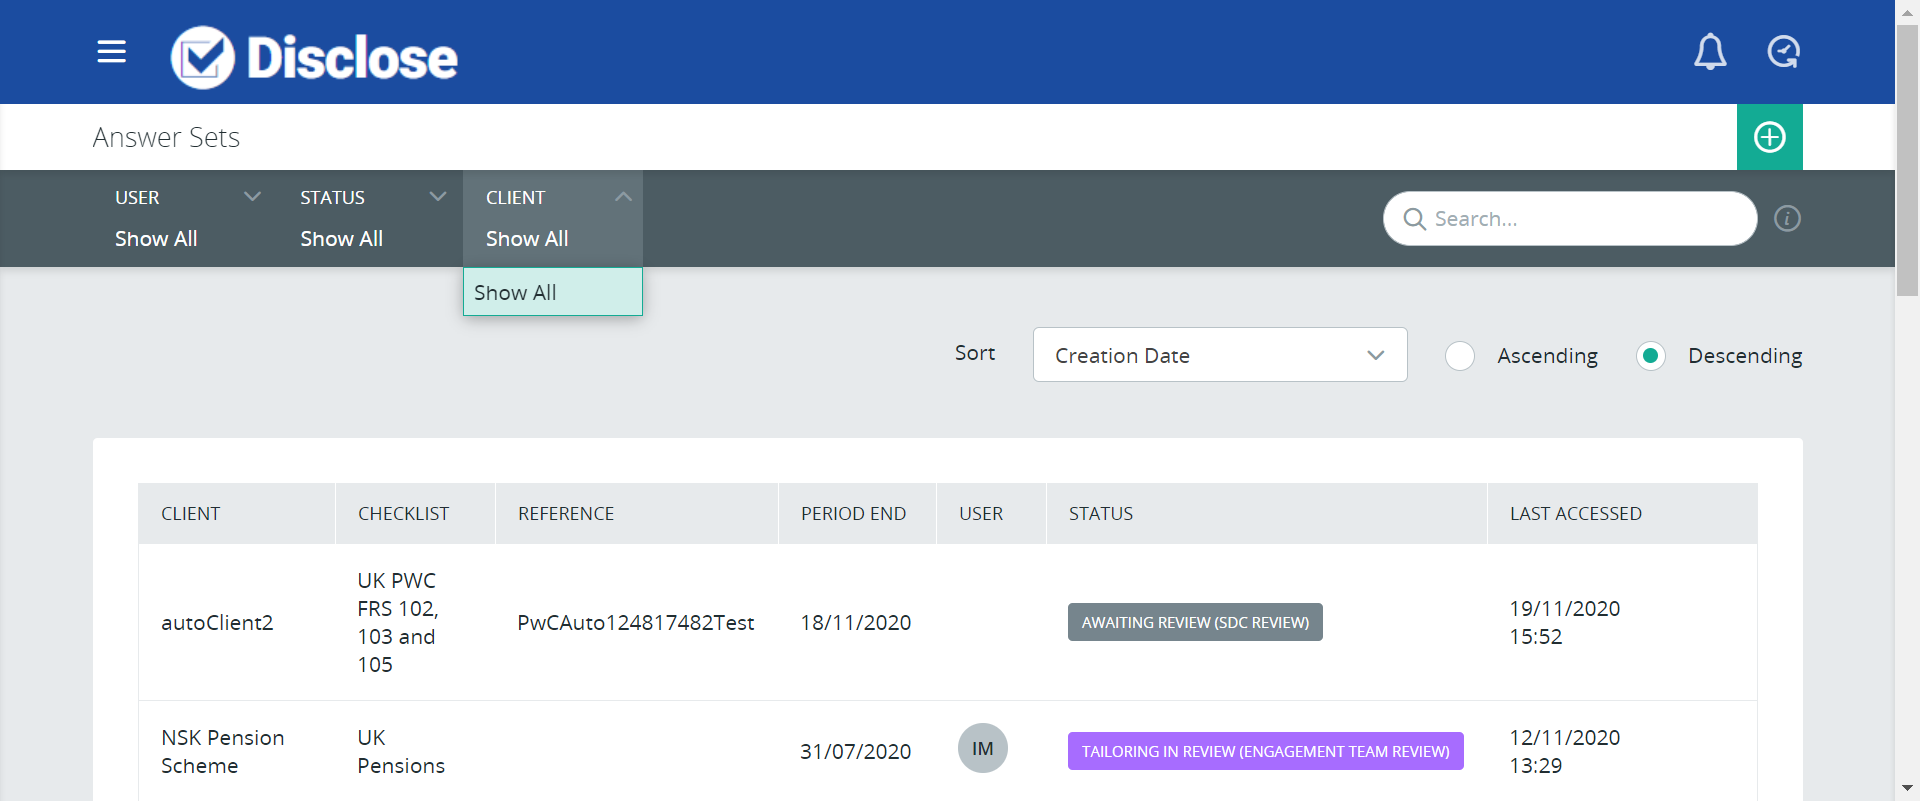 Disclose
Answer Sets
USER
Show All
STATUS
Show All
CLIENT
Show All
Show All
Search...
i
Sort
Creation Date
Ascending
Descending
CLIENT
CHECKLIST
REFERENCE
PERIOD END
USER
STATUS
LAST ACCESSED
autoClient2
UK PWC
FRS 102,
103 and
105
PwCAuto124817482Test
18/11/2020
AWAITING REVIEW (SDC REVIEW)
19/11/2020
15:52
NSK Pension
Scheme
UK
Pensions
31/07/2020
IM
TAILORING IN REVIEW (ENGAGEMENT TEAM REVIEW)
12/11/2020
13:29